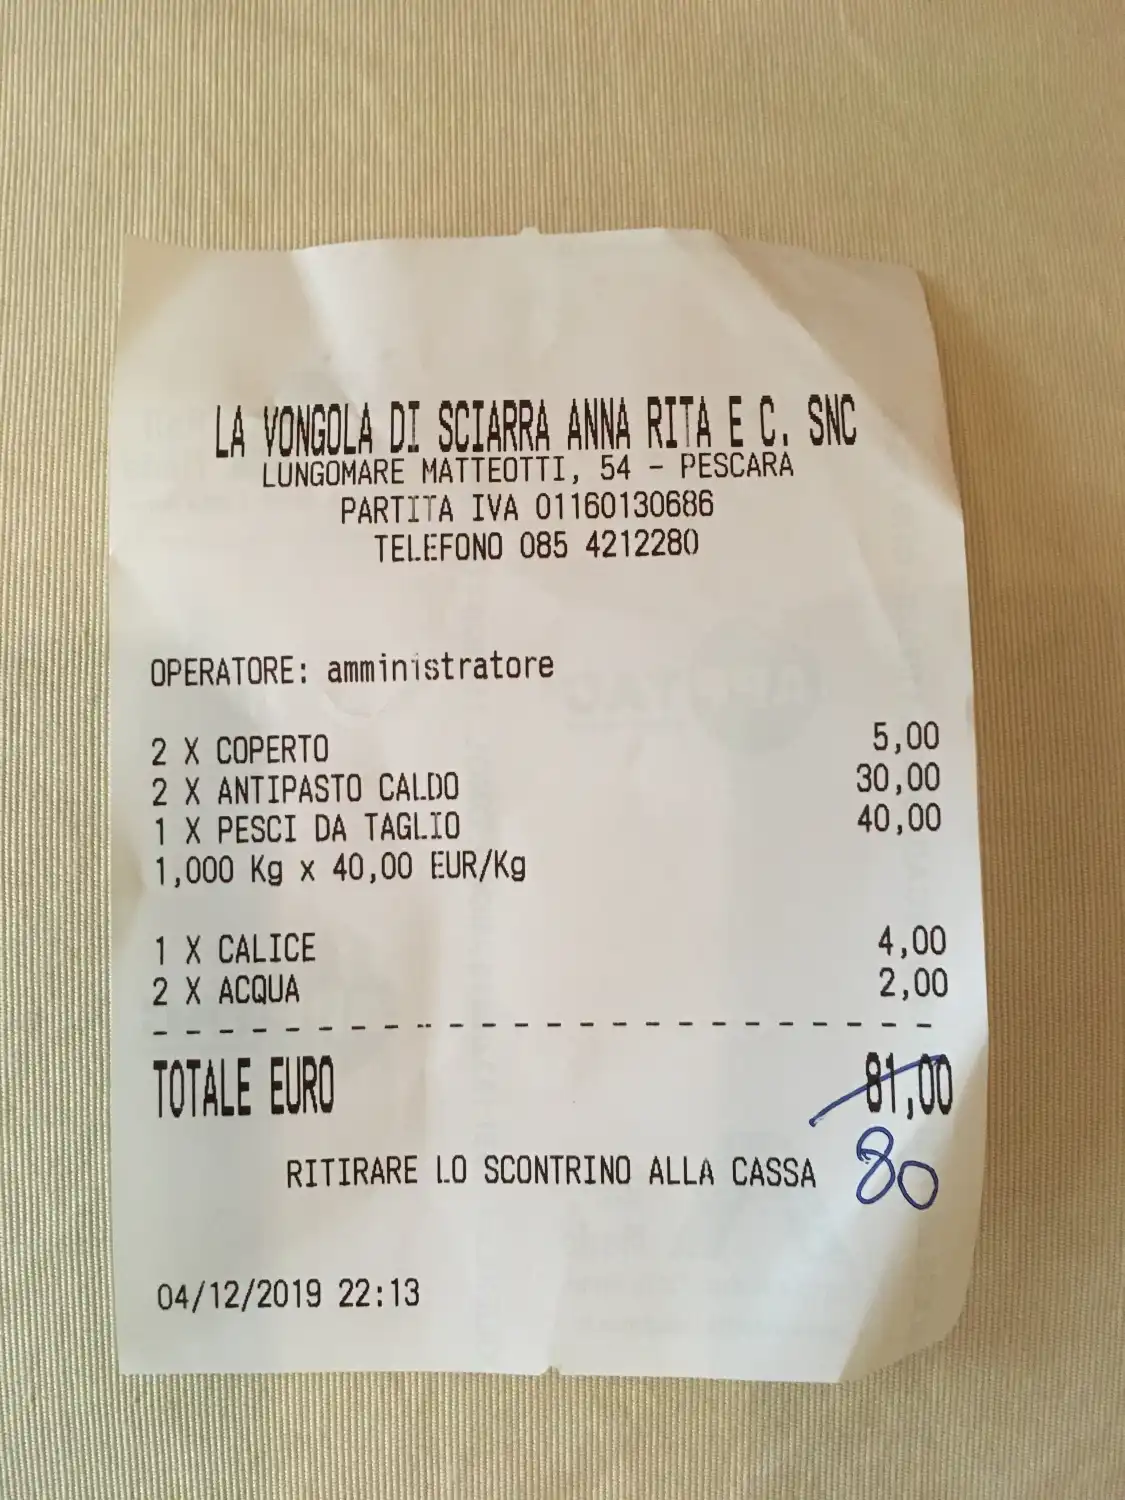 LA VONGOLA DI SCIARRA ANNA RITA E C. SNC
LUNGOMARE MATTEOTTI, 54 - PESCARA
PARTITA IVA 01160130686
TELEFONO 085 4212280
OPERATORE: amministratore
2 X COPERTO 5,00
2 X ANTIPASTO CALDO 30,00
1 X PESCI DA TAGLIO 40,00
1,000 Kg x 40,00 EUR/Kg
1 X CALICE 4,00
2 X ACQUA 2,00
TOTALE EURO 81,00
80
RITIRARE LO SCONTRINO ALLA CASSA
04/12/2019 22:13